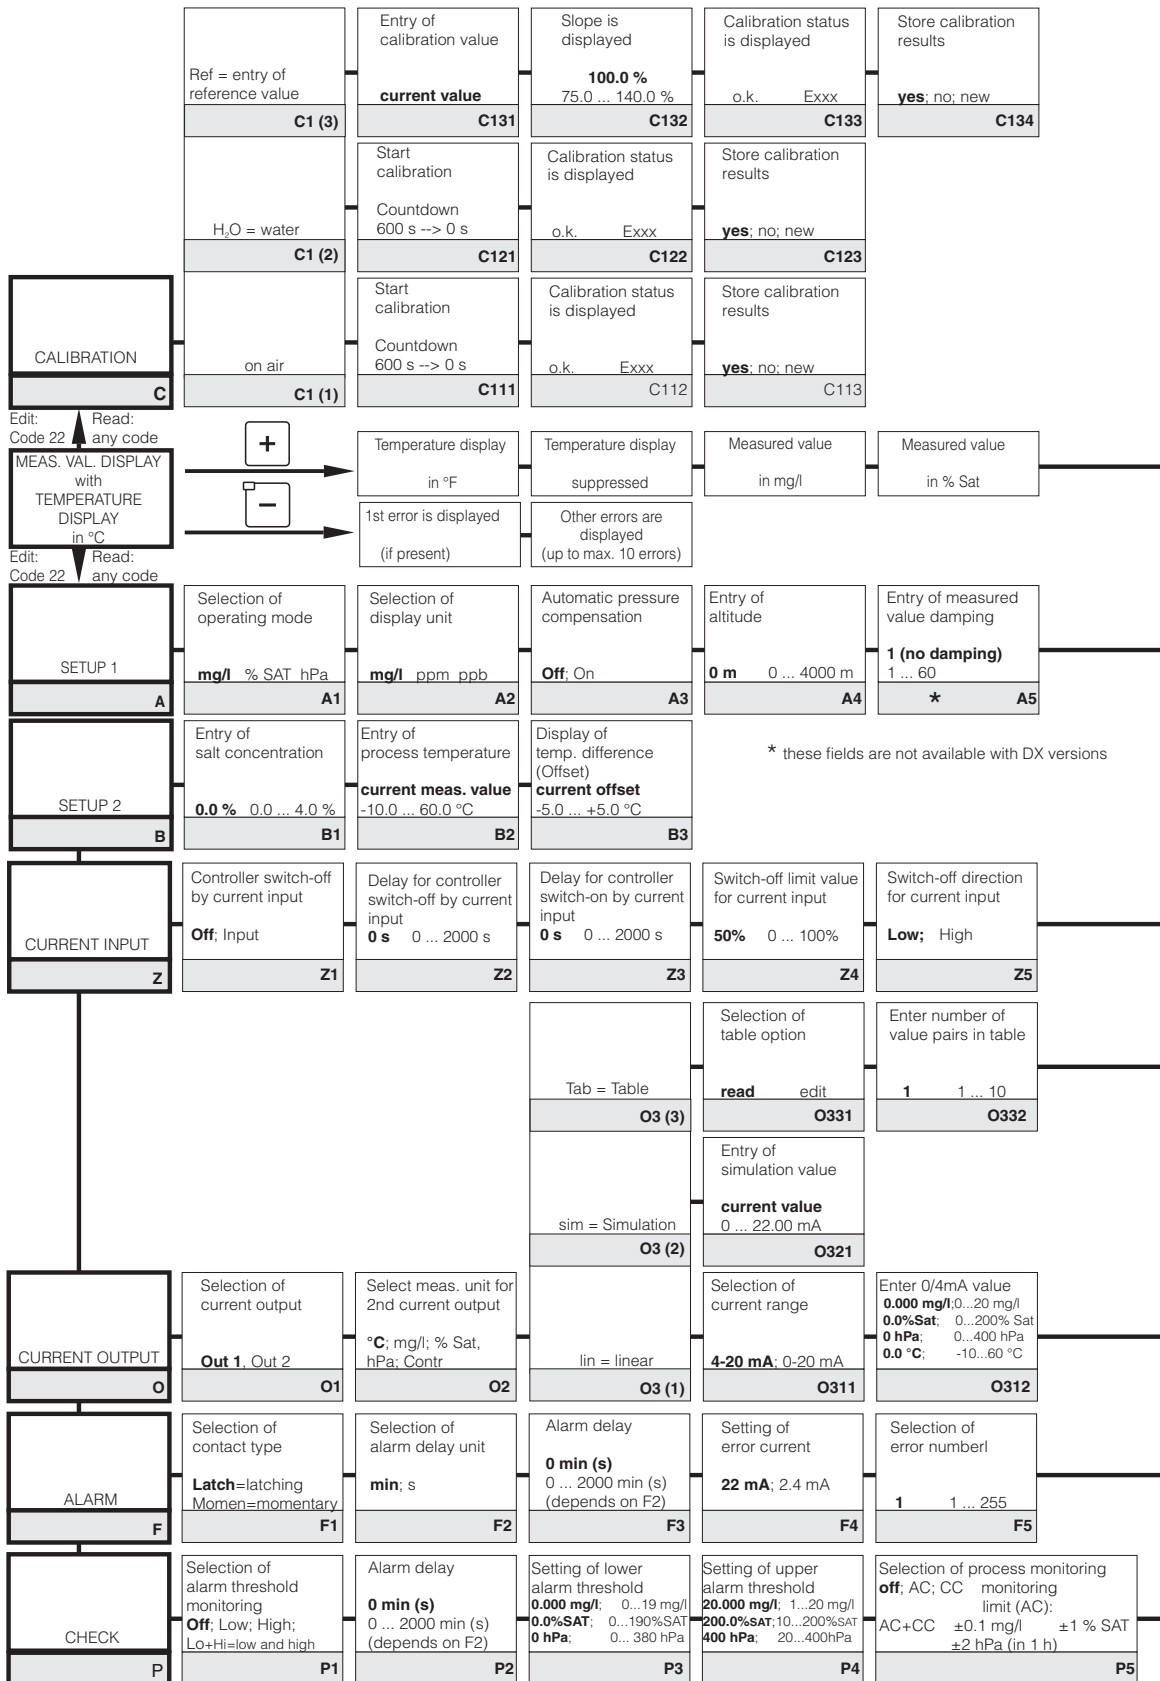 Ref = entry of
reference value
C1 (3)
Entry of
calibration value
current value
C131
Slope is
displayed
100.0 %
75.0 ... 140.0 %
C132
Calibration status
is displayed
o.k. Exxx
C133
Store calibration
results
yes; no; new
C134
H₂O = water
C1 (2)
Start
calibration
Countdown
600 s --> 0 s
C121
Calibration status
is displayed
o.k. Exxx
C122
Store calibration
results
yes; no; new
C123
CALIBRATION
C
on air
C1 (1)
Start
calibration
Countdown
600 s --> 0 s
C111
Calibration status
is displayed
o.k. Exxx
C112
Store calibration
results
yes; no; new
C113
Edit: Read:
Code 22 any code
MEAS. VAL. DISPLAY
with
TEMPERATURE
DISPLAY
in °C
+
Temperature display
in °F
Temperature display
suppressed
Measured value
in mg/l
Measured value
in % Sat
−
1st error is displayed
(if present)
Other errors are
displayed
(up to max. 10 errors)
Edit: Read:
Code 22 any code
SETUP 1
A
Selection of
operating mode
mg/l % SAT hPa
A1
Selection of
display unit
mg/l ppm ppb
A2
Automatic pressure
compensation
Off; On
A3
Entry of
altitude
0 m 0 ... 4000 m
A4
Entry of measured
value damping
1 (no damping)
1 ... 60
* A5
SETUP 2
B
Entry of
salt concentration
0.0 % 0.0 ... 4.0 %
B1
Entry of
process temperature
current meas. value
-10.0 ... 60.0 °C
B2
Display of
temp. difference
(Offset)
current offset
-5.0 ... +5.0 °C
B3
* these fields are not available with DX versions
CURRENT INPUT
Z
Controller switch-off
by current input
Off; Input
Z1
Delay for controller
switch-off by current
input
0 s 0 ... 2000 s
Z2
Delay for controller
switch-on by current
input
0 s 0 ... 2000 s
Z3
Switch-off limit value
for current input
50% 0 ... 100%
Z4
Switch-off direction
for current input
Low; High
Z5
Tab = Table
O3 (3)
Selection of
table option
read edit
O331
Enter number of
value pairs in table
1 1 ... 10
O332
sim = Simulation
O3 (2)
Entry of
simulation value
current value
0 ... 22.00 mA
O321
CURRENT OUTPUT
O
Selection of
current output
Out 1, Out 2
O1
Select meas. unit for
2nd current output
°C; mg/l; % Sat,
hPa; Contr
O2
lin = linear
O3 (1)
Selection of
current range
4-20 mA; 0-20 mA
O311
Enter 0/4mA value
0.000 mg/l;0...20 mg/l
0.0%Sat; 0...200% Sat
0 hPa; 0...400 hPa
0.0 °C; -10...60 °C
O312
ALARM
F
Selection of
contact type
Latch=latching
Momen=momentary
F1
Selection of
alarm delay unit
min; s
F2
Alarm delay
0 min (s)
0 ... 2000 min (s)
(depends on F2)
F3
Setting of
error current
22 mA; 2.4 mA
F4
Selection of
error numberl
1 1 ... 255
F5
CHECK
P
Selection of
alarm threshold
monitoring
Off; Low; High;
Lo+Hi=low and high
P1
Alarm delay
0 min (s)
0 ... 2000 min (s)
(depends on F2)
P2
Setting of lower
alarm threshold
0.000 mg/l; 0...19 mg/l
0.0%SAT; 0...190%SAT
0 hPa; 0... 380 hPa
P3
Setting of upper
alarm threshold
20.000 mg/l; 1...20 mg/l
200.0%SAT;10...200%SAT
400 hPa; 20...400hPa
P4
Selection of process monitoring
off; AC; CC monitoring
limit (AC):
AC+CC ±0.1 mg/l ±1 % SAT
±2 hPa (in 1 h)
P5